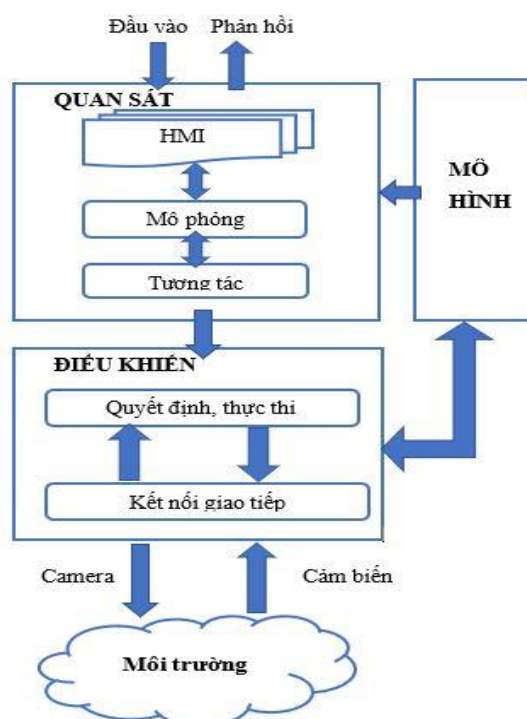 Đầu vào
Phản hồi
QUAN SÁT
HMI
MÔ
HÌNH
Mô phỏng
Tương tác
ĐIỀU KHIỂN
Quyết định, thực thi
Kết nối giao tiếp
Camera
Cảm biến
Môi trường